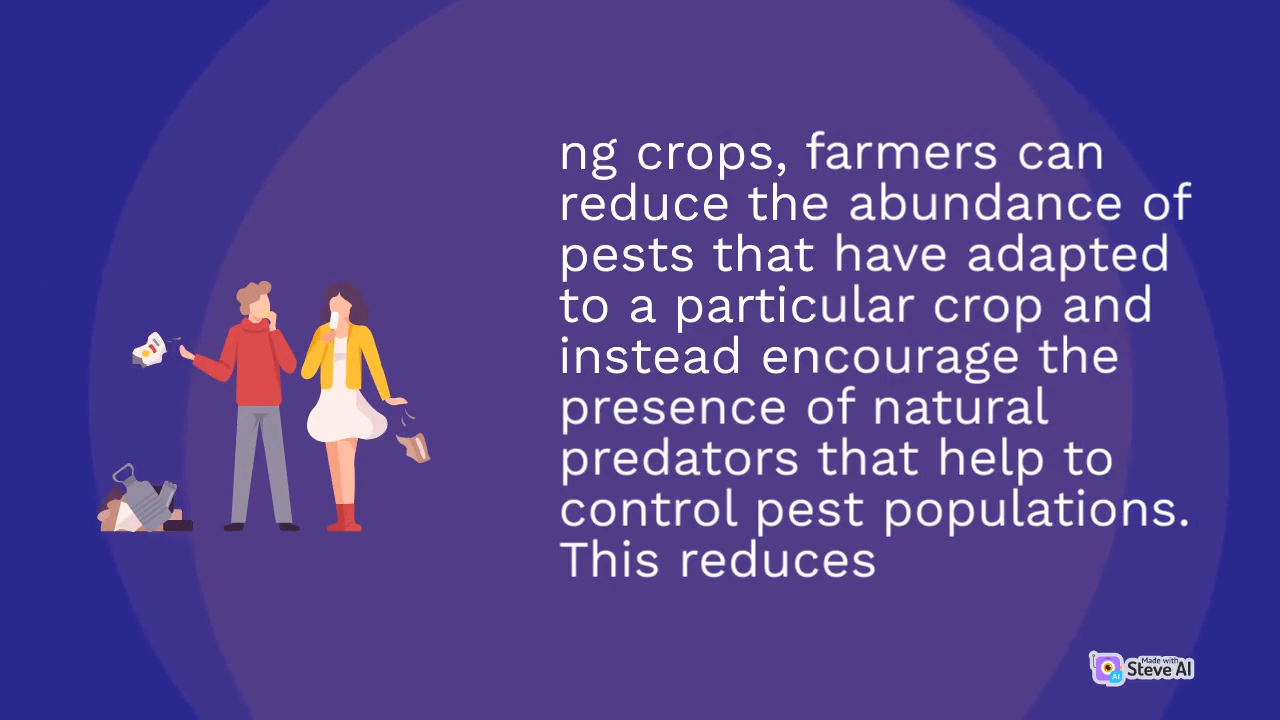 ng crops, farmers can
reduce the abundance of
pests that have adapted
to a particular crop and
instead encourage the
presence of natural
predators that help to
control pest populations.
This reduces
Made with
Steve AI
AI